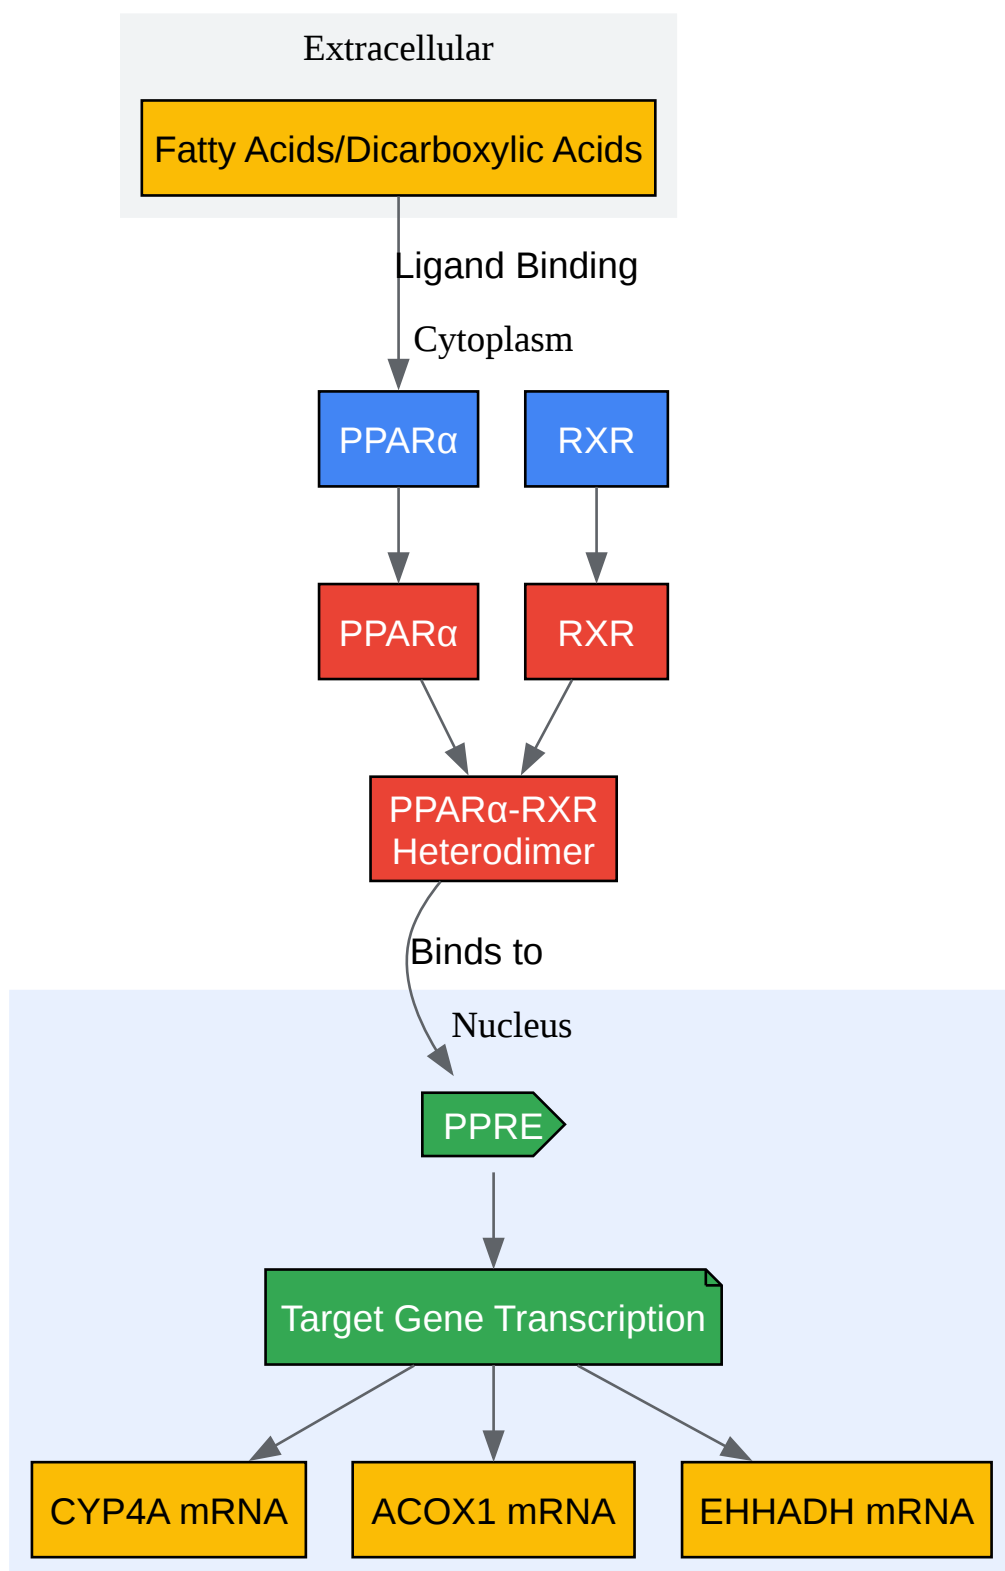 Extracellular
Fatty Acids/Dicarboxylic Acids
Ligand Binding
Cytoplasm
PPARα
RXR
PPARα
RXR
PPARα-RXR
Heterodimer
Binds to
Nucleus
PPRE
Target Gene Transcription
CYP4A mRNA
ACOX1 mRNA
EHHADH mRNA